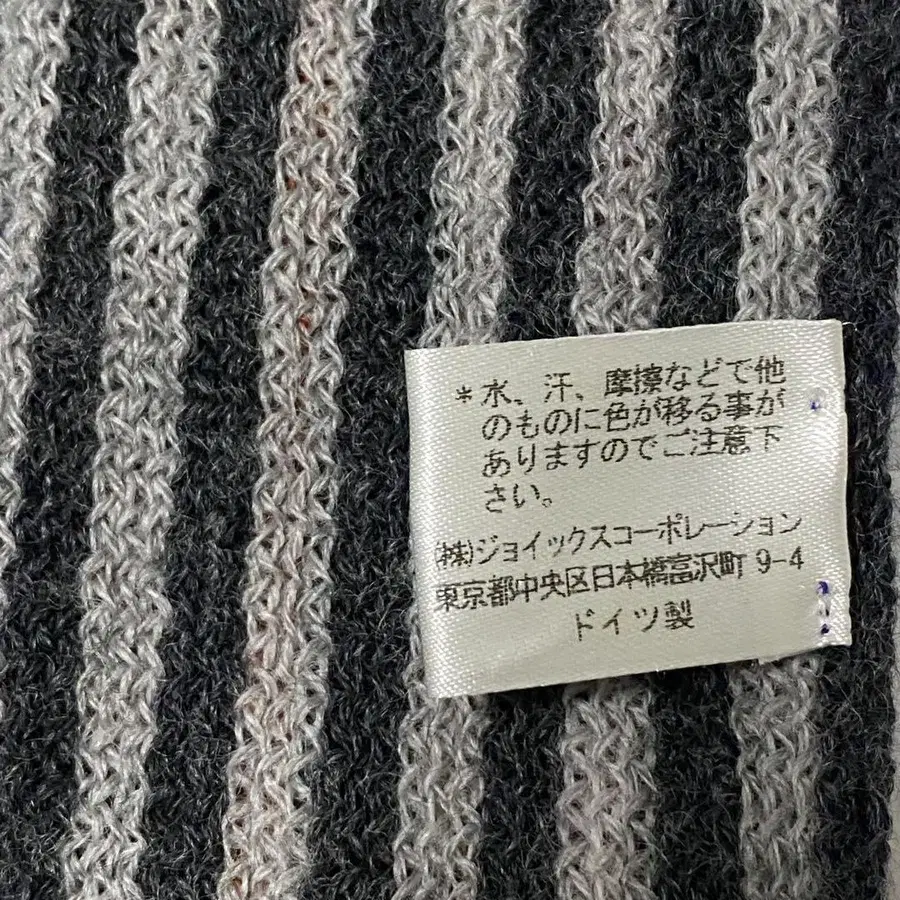 *水、汗、摩擦などで他
のものに色が移る事が
ありますのでご注意下
さい。
(株)ジョイックスコーポレーション
東京都中央区日本橋富沢町 9-4
ドイツ製